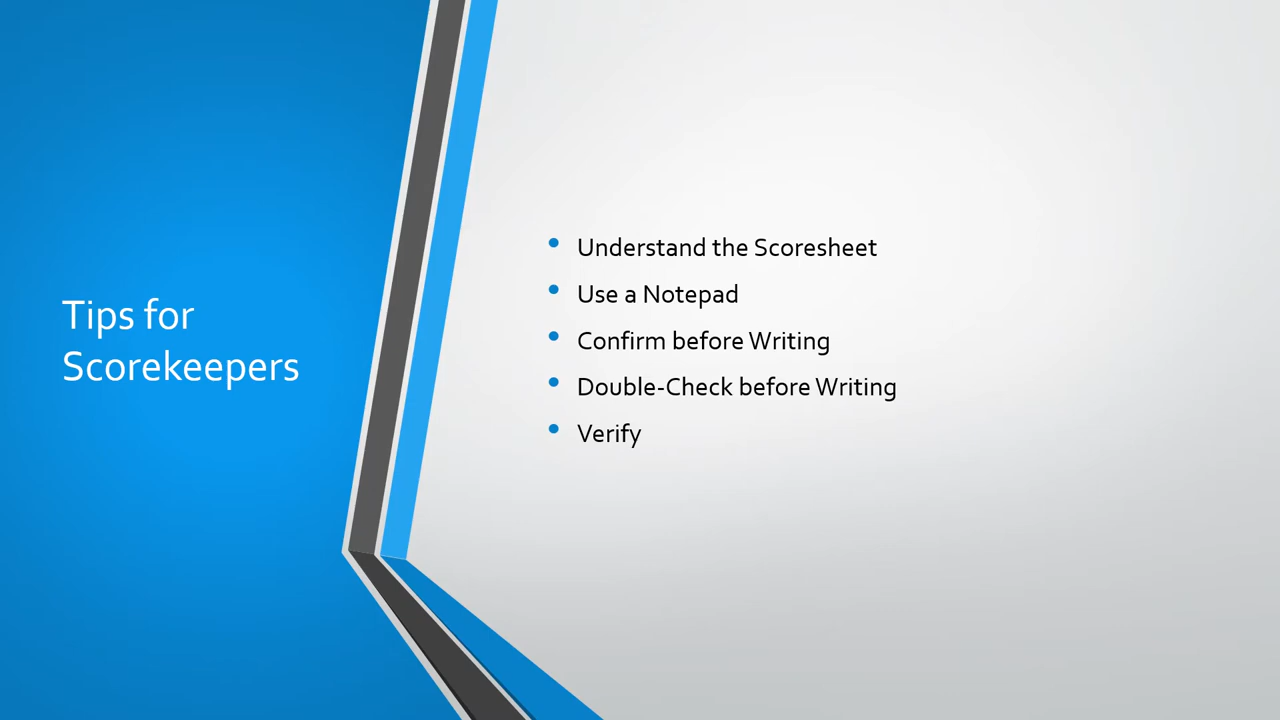 Tips for
Scorekeepers
Understand the Scoresheet
Use a Notepad
Confirm before Writing
Double-Check before Writing
Verify